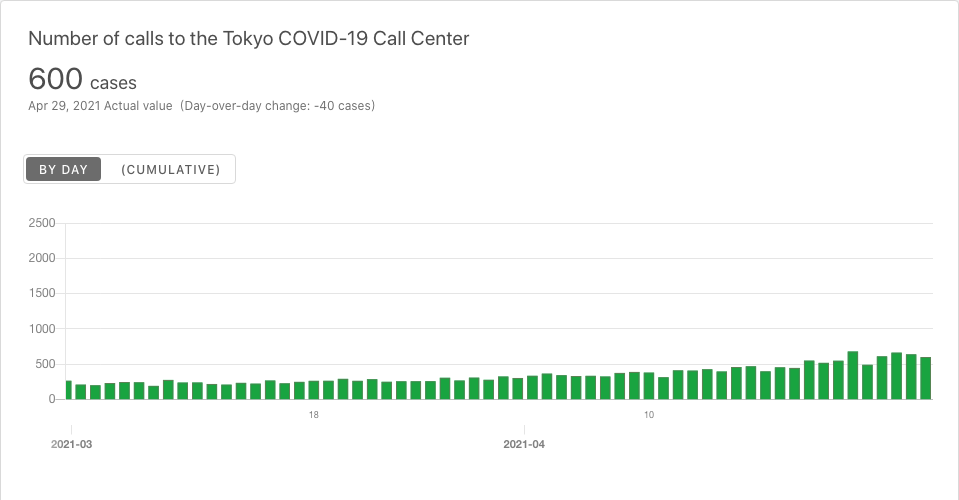 Number of calls to the Tokyo COVID-19 Call Center
600 cases
Apr 29, 2021 Actual value (Day-over-day change: -40 cases)
BY DAY (CUMULATIVE)
2500
2000
1500
1000
500
0
18 10
2021-03 2021-04